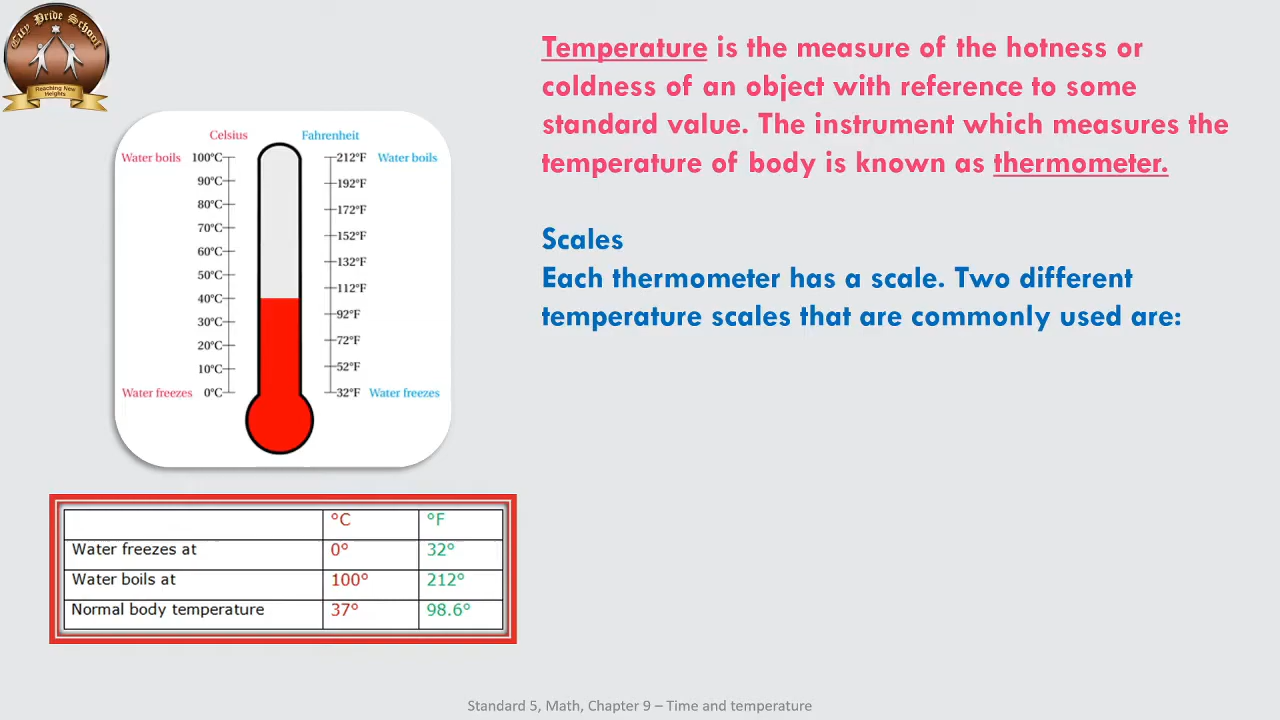 City Pride School
Reaching New
Heights
Temperature is the measure of the hotness or
coldness of an object with reference to some
standard value. The instrument which measures the
temperature of body is known as thermometer.
Scales
Each thermometer has a scale. Two different
temperature scales that are commonly used are:
Celsius Fahrenheit
Water boils 100°C 212°F Water boils
90°C 192°F
80°C 172°F
70°C 152°F
60°C 132°F
50°C 112°F
40°C 92°F
30°C 72°F
20°C 52°F
10°C
Water freezes 0°C 32°F Water freezes
°C °F
Water freezes at 0° 32°
Water boils at 100° 212°
Normal body temperature 37° 98.6°
Standard 5, Math, Chapter 9 – Time and temperature